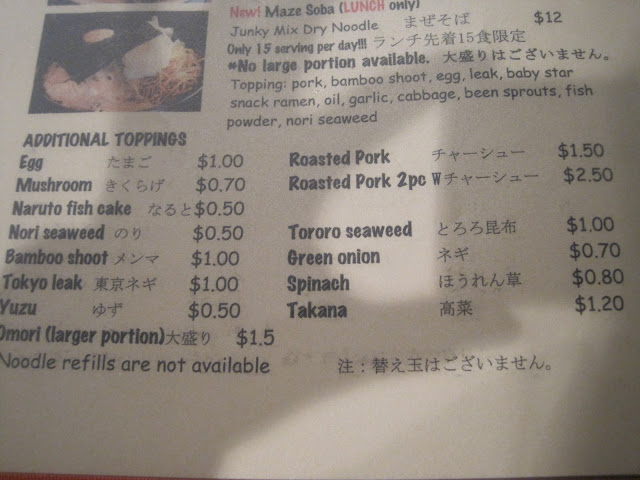 New! Maze Soba (LUNCH only)
Junky Mix Dry Noodle まぜそば $12
Only 15 serving per day!!! ランチ先着15食限定
*No large portion available. 大盛りはございません。
Topping: pork, bamboo shoot, egg, leak, baby star
snack ramen, oil, garlic, cabbage, been sprouts, fish
powder, nori seaweed
ADDITIONAL TOPPINGS
Egg たまご $1.00
Mushroom きくらげ $0.70
Naruto fish cake なると $0.50
Nori seaweed のり $0.50
Bamboo shoot メンマ $1.00
Tokyo leak 東京ネギ $1.00
Yuzu ゆず $0.50
Omori (larger portion) 大盛り $1.5
Noodle refills are not available
Roasted Pork チャーシュー $1.50
Roasted Pork 2pc Wチャーシュー $2.50
Tororo seaweed とろろ昆布 $1.00
Green onion ネギ $0.70
Spinach ほうれん草 $0.80
Takana 高菜 $1.20
注：替え玉はございません。